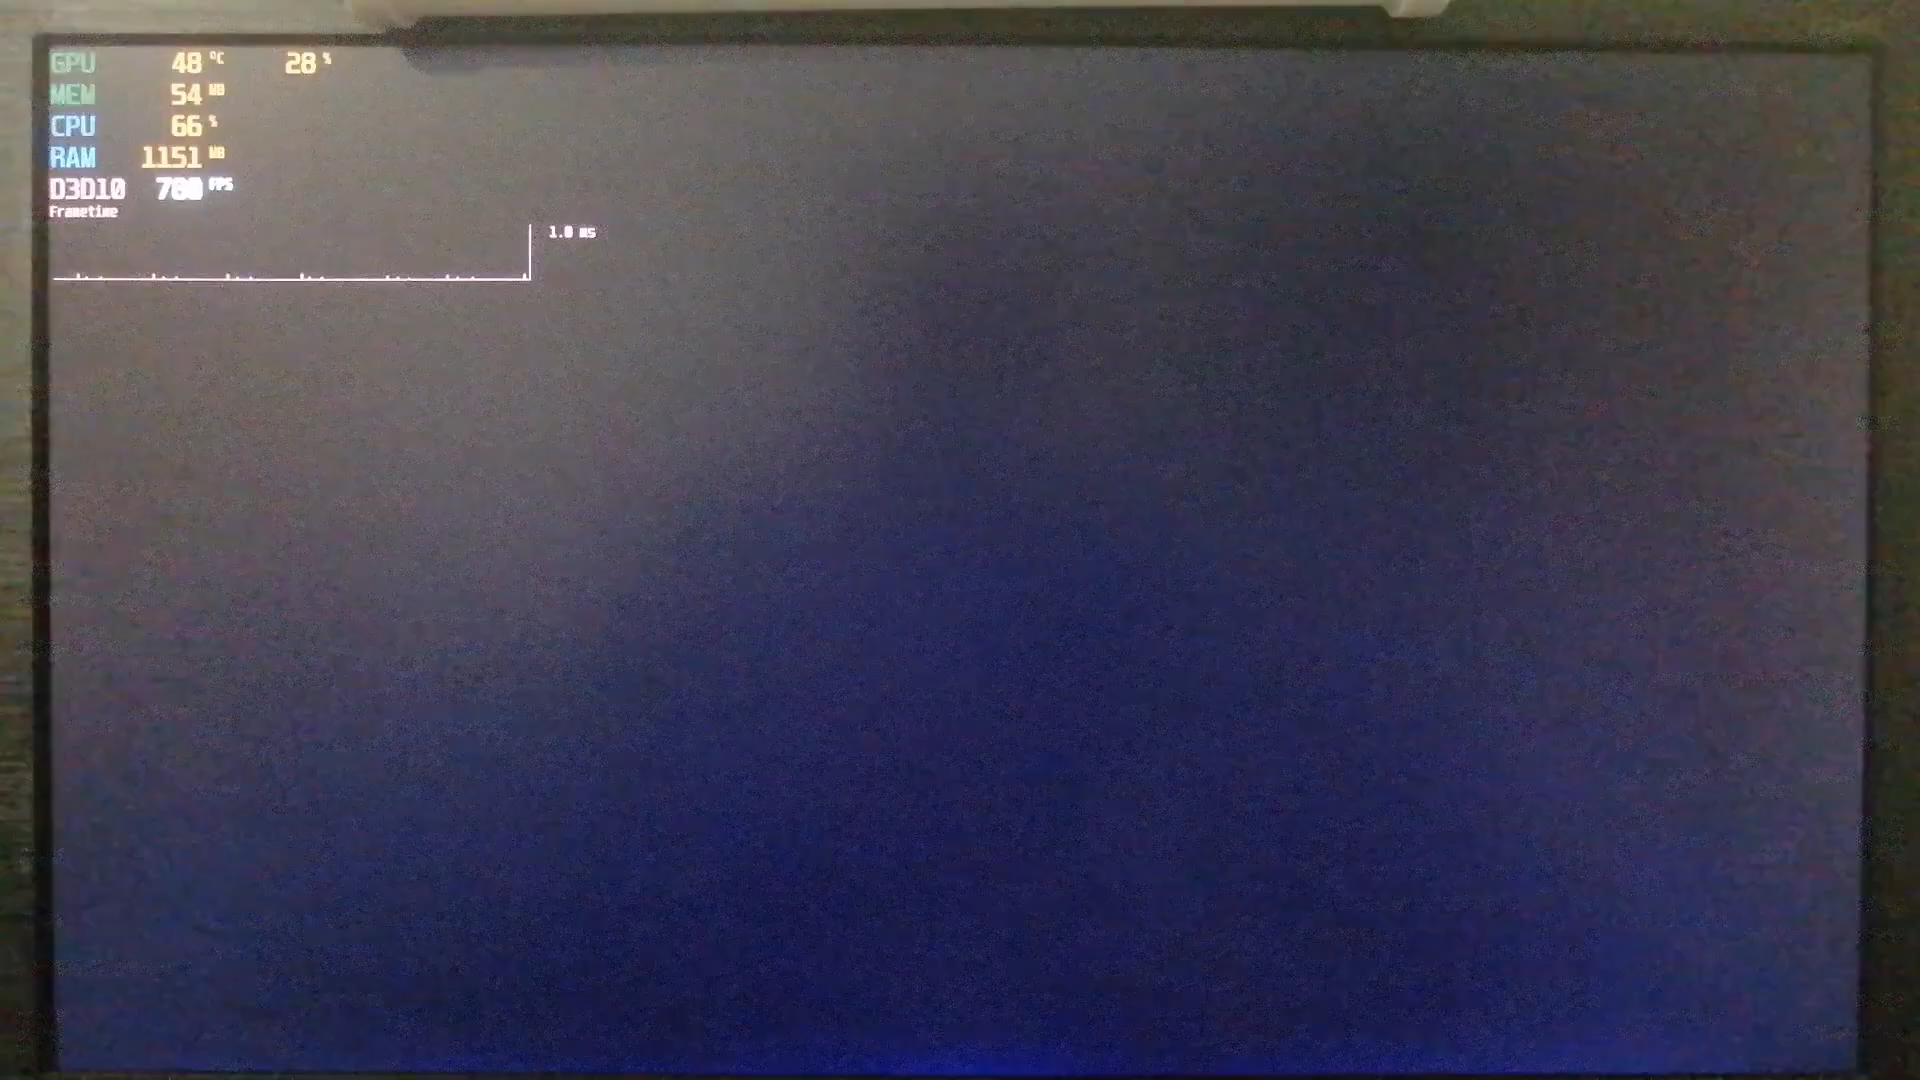 GPU 48 °C 28 %
MEM 54 MB
CPU 66 %
RAM 1151 MB
D3D10 FPS
Frametime
1.0 ms